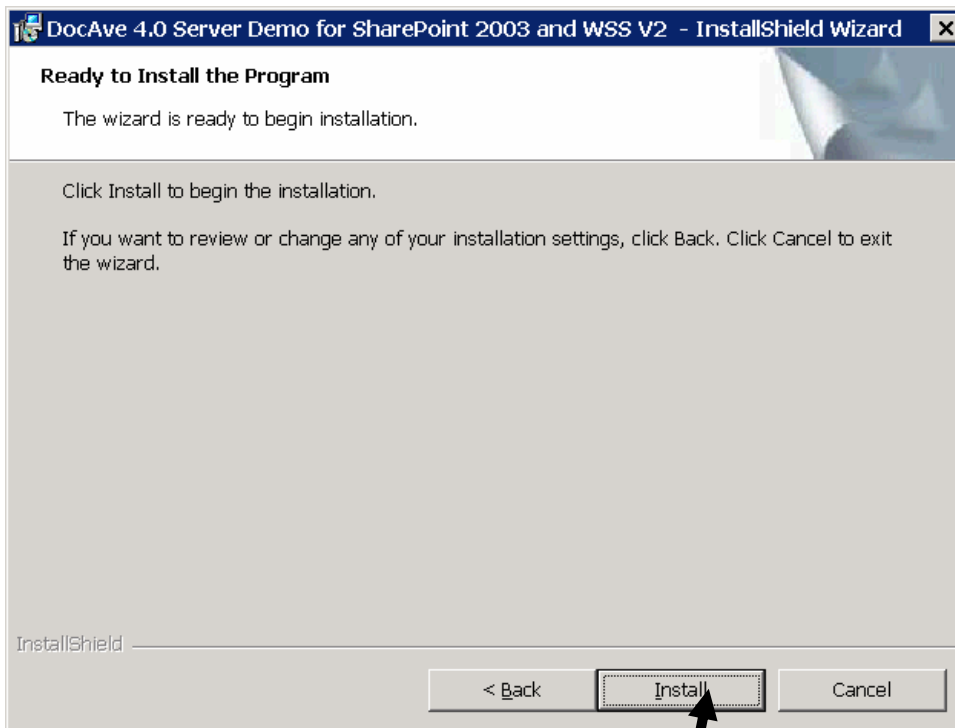 DocAve 4.0 Server Demo for SharePoint 2003 and WSS V2 - InstallShield Wizard
Ready to Install the Program
The wizard is ready to begin installation.
Click Install to begin the installation.
If you want to review or change any of your installation settings, click Back. Click Cancel to exit
the wizard.
InstallShield
< Back
Install
Cancel